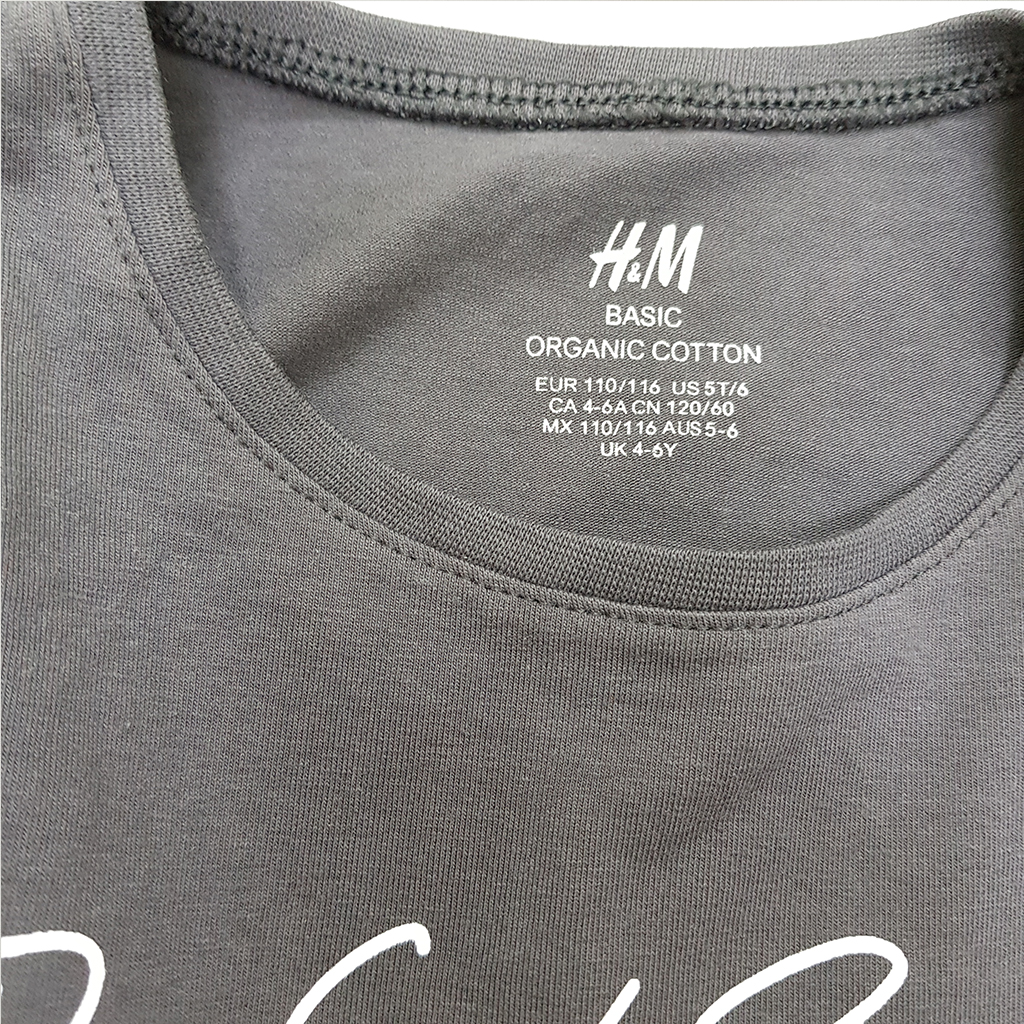 H&M
BASIC
ORGANIC COTTON
EUR 110/116 US 5T/6
CA 4-6A CN 120/60
MX 110/116 AUS 5-6
UK 4-6Y